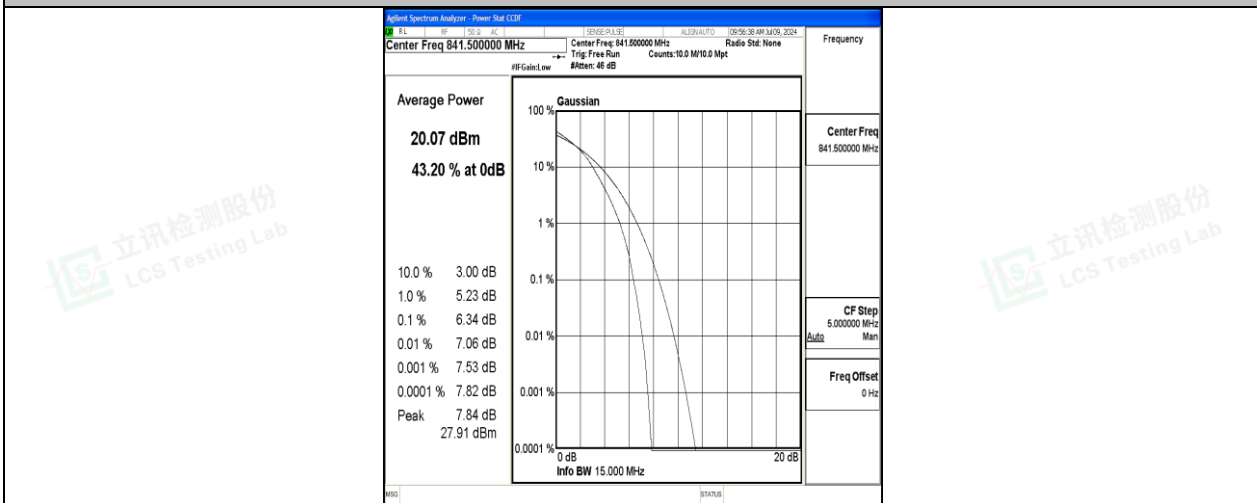 Agilent Spectrum Analyzer - Power Stat CCDF
RL RF 50 Ω AC SENSE:PULSE ALIGNAUTO 09:56:38 AM Jul 09, 2024
Center Freq 841.500000 MHz
Center Freq: 841.500000 MHz Radio Std: None
Trig: Free Run Counts:10.0 M/10.0 Mpt
#IFGain:Low #Atten: 46 dB
Frequency
Average Power
20.07 dBm
43.20 % at 0dB
10.0 % 3.00 dB
1.0 % 5.23 dB
0.1 % 6.34 dB
0.01 % 7.06 dB
0.001 % 7.53 dB
0.0001 % 7.82 dB
Peak 7.84 dB
27.91 dBm
Gaussian
100 %
10 %
1 %
0.1 %
0.01 %
0.001 %
0.0001 %
0 dB 20 dB
Info BW 15.000 MHz
Center Freq
841.500000 MHz
CF Step
5.000000 MHz
Auto Man
Freq Offset
0 Hz
MSG STATUS
立讯检测股份
LCS Testing Lab
立讯检测股份
LCS Testing Lab